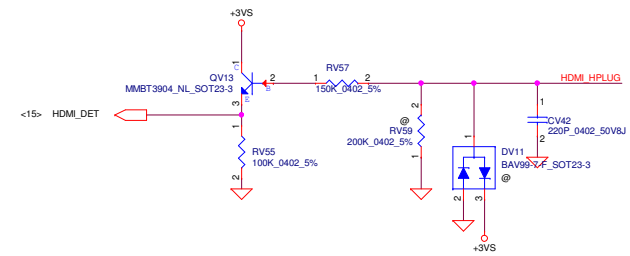 +3VS
C
1
QV13
2
B
MMBT3904_NL_SOT23-3
3
E
RV57
1
2
150K_0402_5%
HDMI_HPLUG
<15> HDMI_DET
1
RV55
100K_0402_5%
2
2
@
RV59
200K_0402_5%
1
1
DV11
BAV99-7-F_SOT23-3
@
2
3
+3VS
1
CV42
220P_0402_50V8J
2